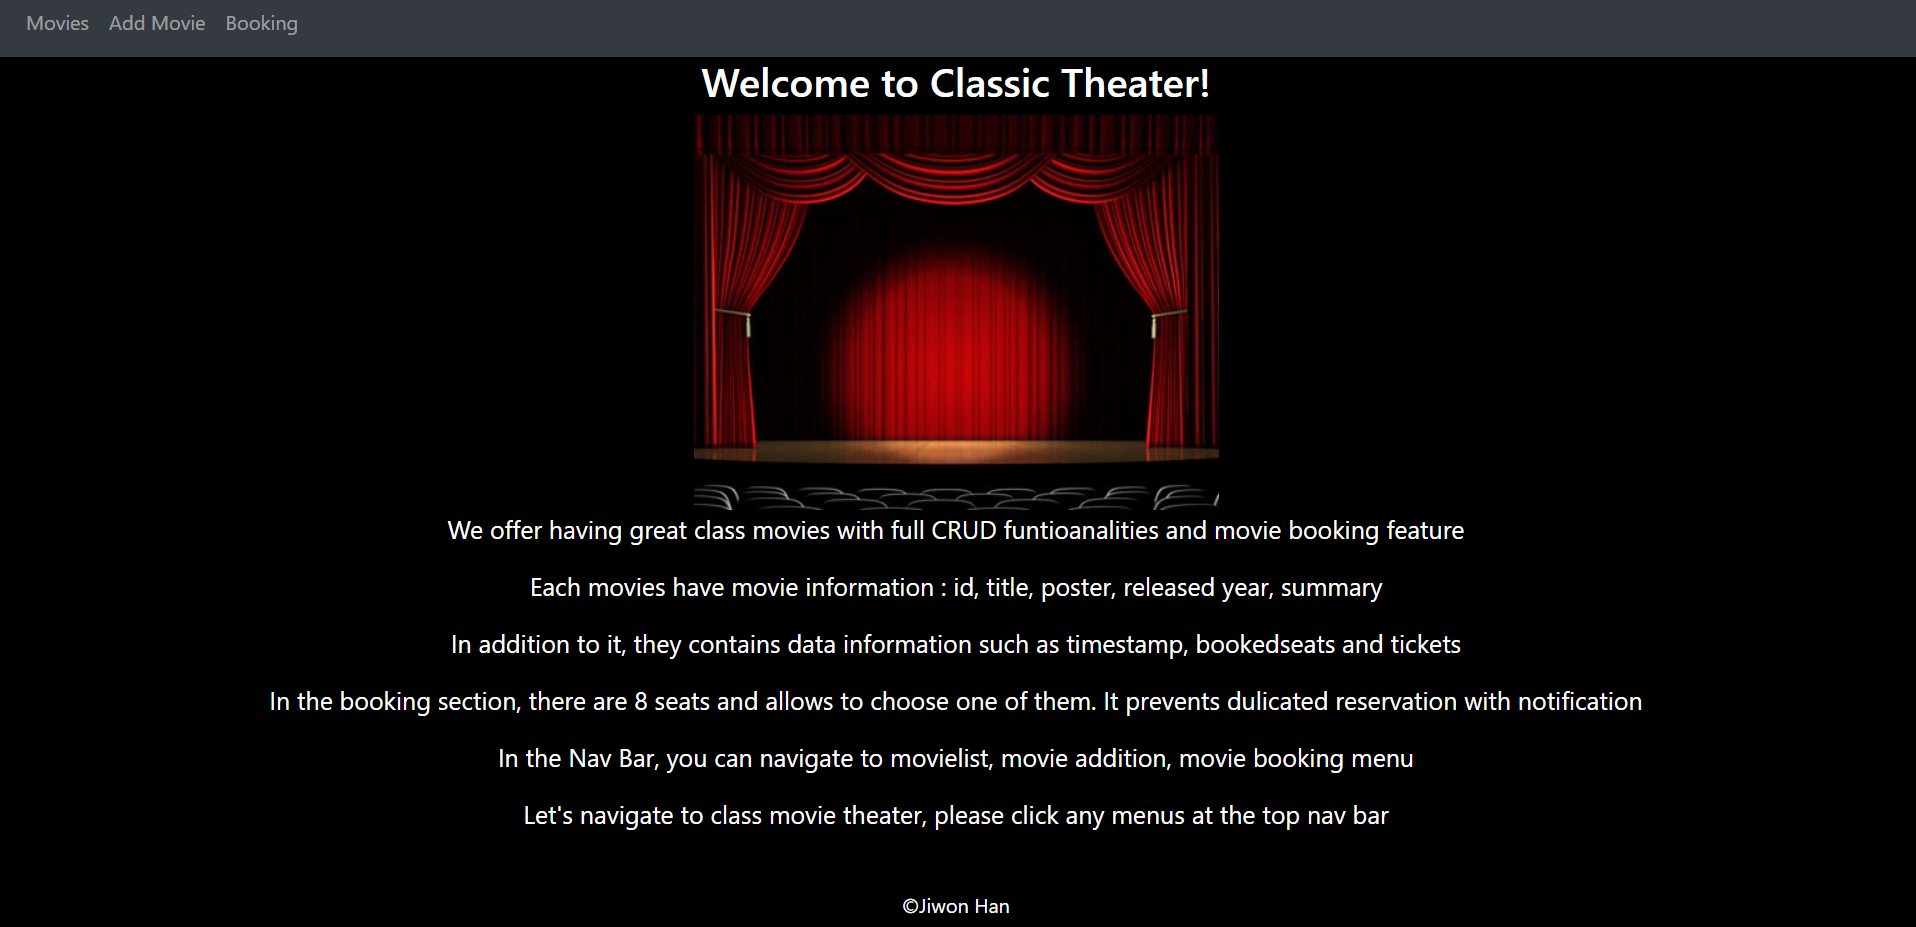 Movies Add Movie Booking
Welcome to Classic Theater!
We offer having great class movies with full CRUD funtioanalities and movie booking feature
Each movies have movie information : id, title, poster, released year, summary
In addition to it, they contains data information such as timestamp, bookedseats and tickets
In the booking section, there are 8 seats and allows to choose one of them. It prevents dulicated reservation with notification
In the Nav Bar, you can navigate to movielist, movie addition, movie booking menu
Let's navigate to class movie theater, please click any menus at the top nav bar
©Jiwon Han